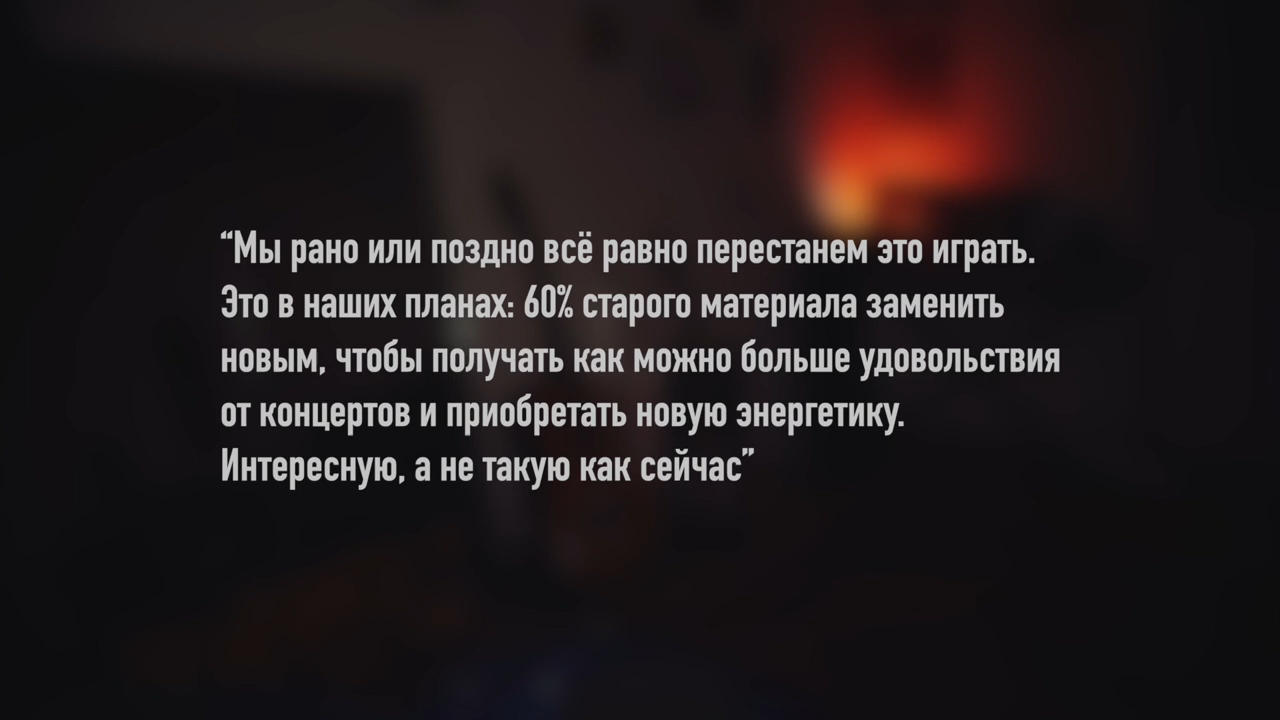 “Мы рано или поздно всё равно перестанем это играть.
Это в наших планах: 60% старого материала заменить
новым, чтобы получать как можно больше удовольствия
от концертов и приобретать новую энергетику.
Интересную, а не такую как сейчас”